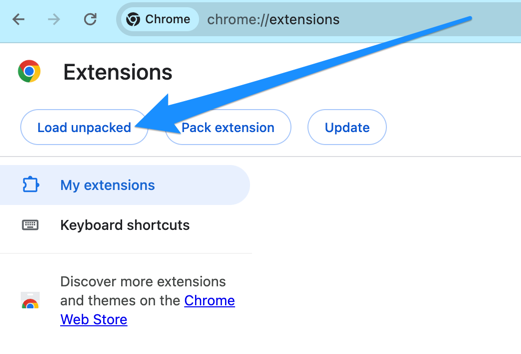 Chrome chrome://extensions
Extensions
Load unpacked Pack extension Update
My extensions
Keyboard shortcuts
Discover more extensions
and themes on the Chrome
Web Store